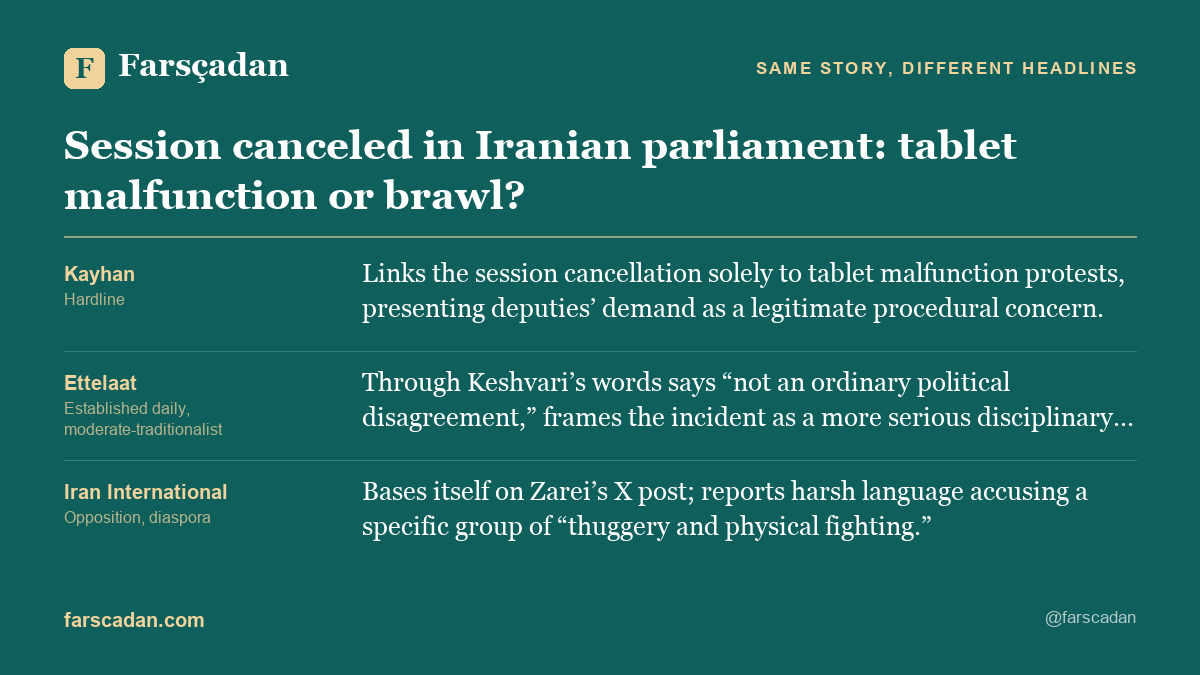 F Farsçadan
SAME STORY, DIFFERENT HEADLINES
Session canceled in Iranian parliament: tablet
malfunction or brawl?
Kayhan
Hardline
Links the session cancellation solely to tablet malfunction protests,
presenting deputies’ demand as a legitimate procedural concern.
Ettelaat
Established daily,
moderate-traditionalist
Through Keshvari’s words says “not an ordinary political
disagreement,” frames the incident as a more serious disciplinary…
Iran International
Opposition, diaspora
Bases itself on Zarei’s X post; reports harsh language accusing a
specific group of “thuggery and physical fighting.”
farscadan.com
@farscadan